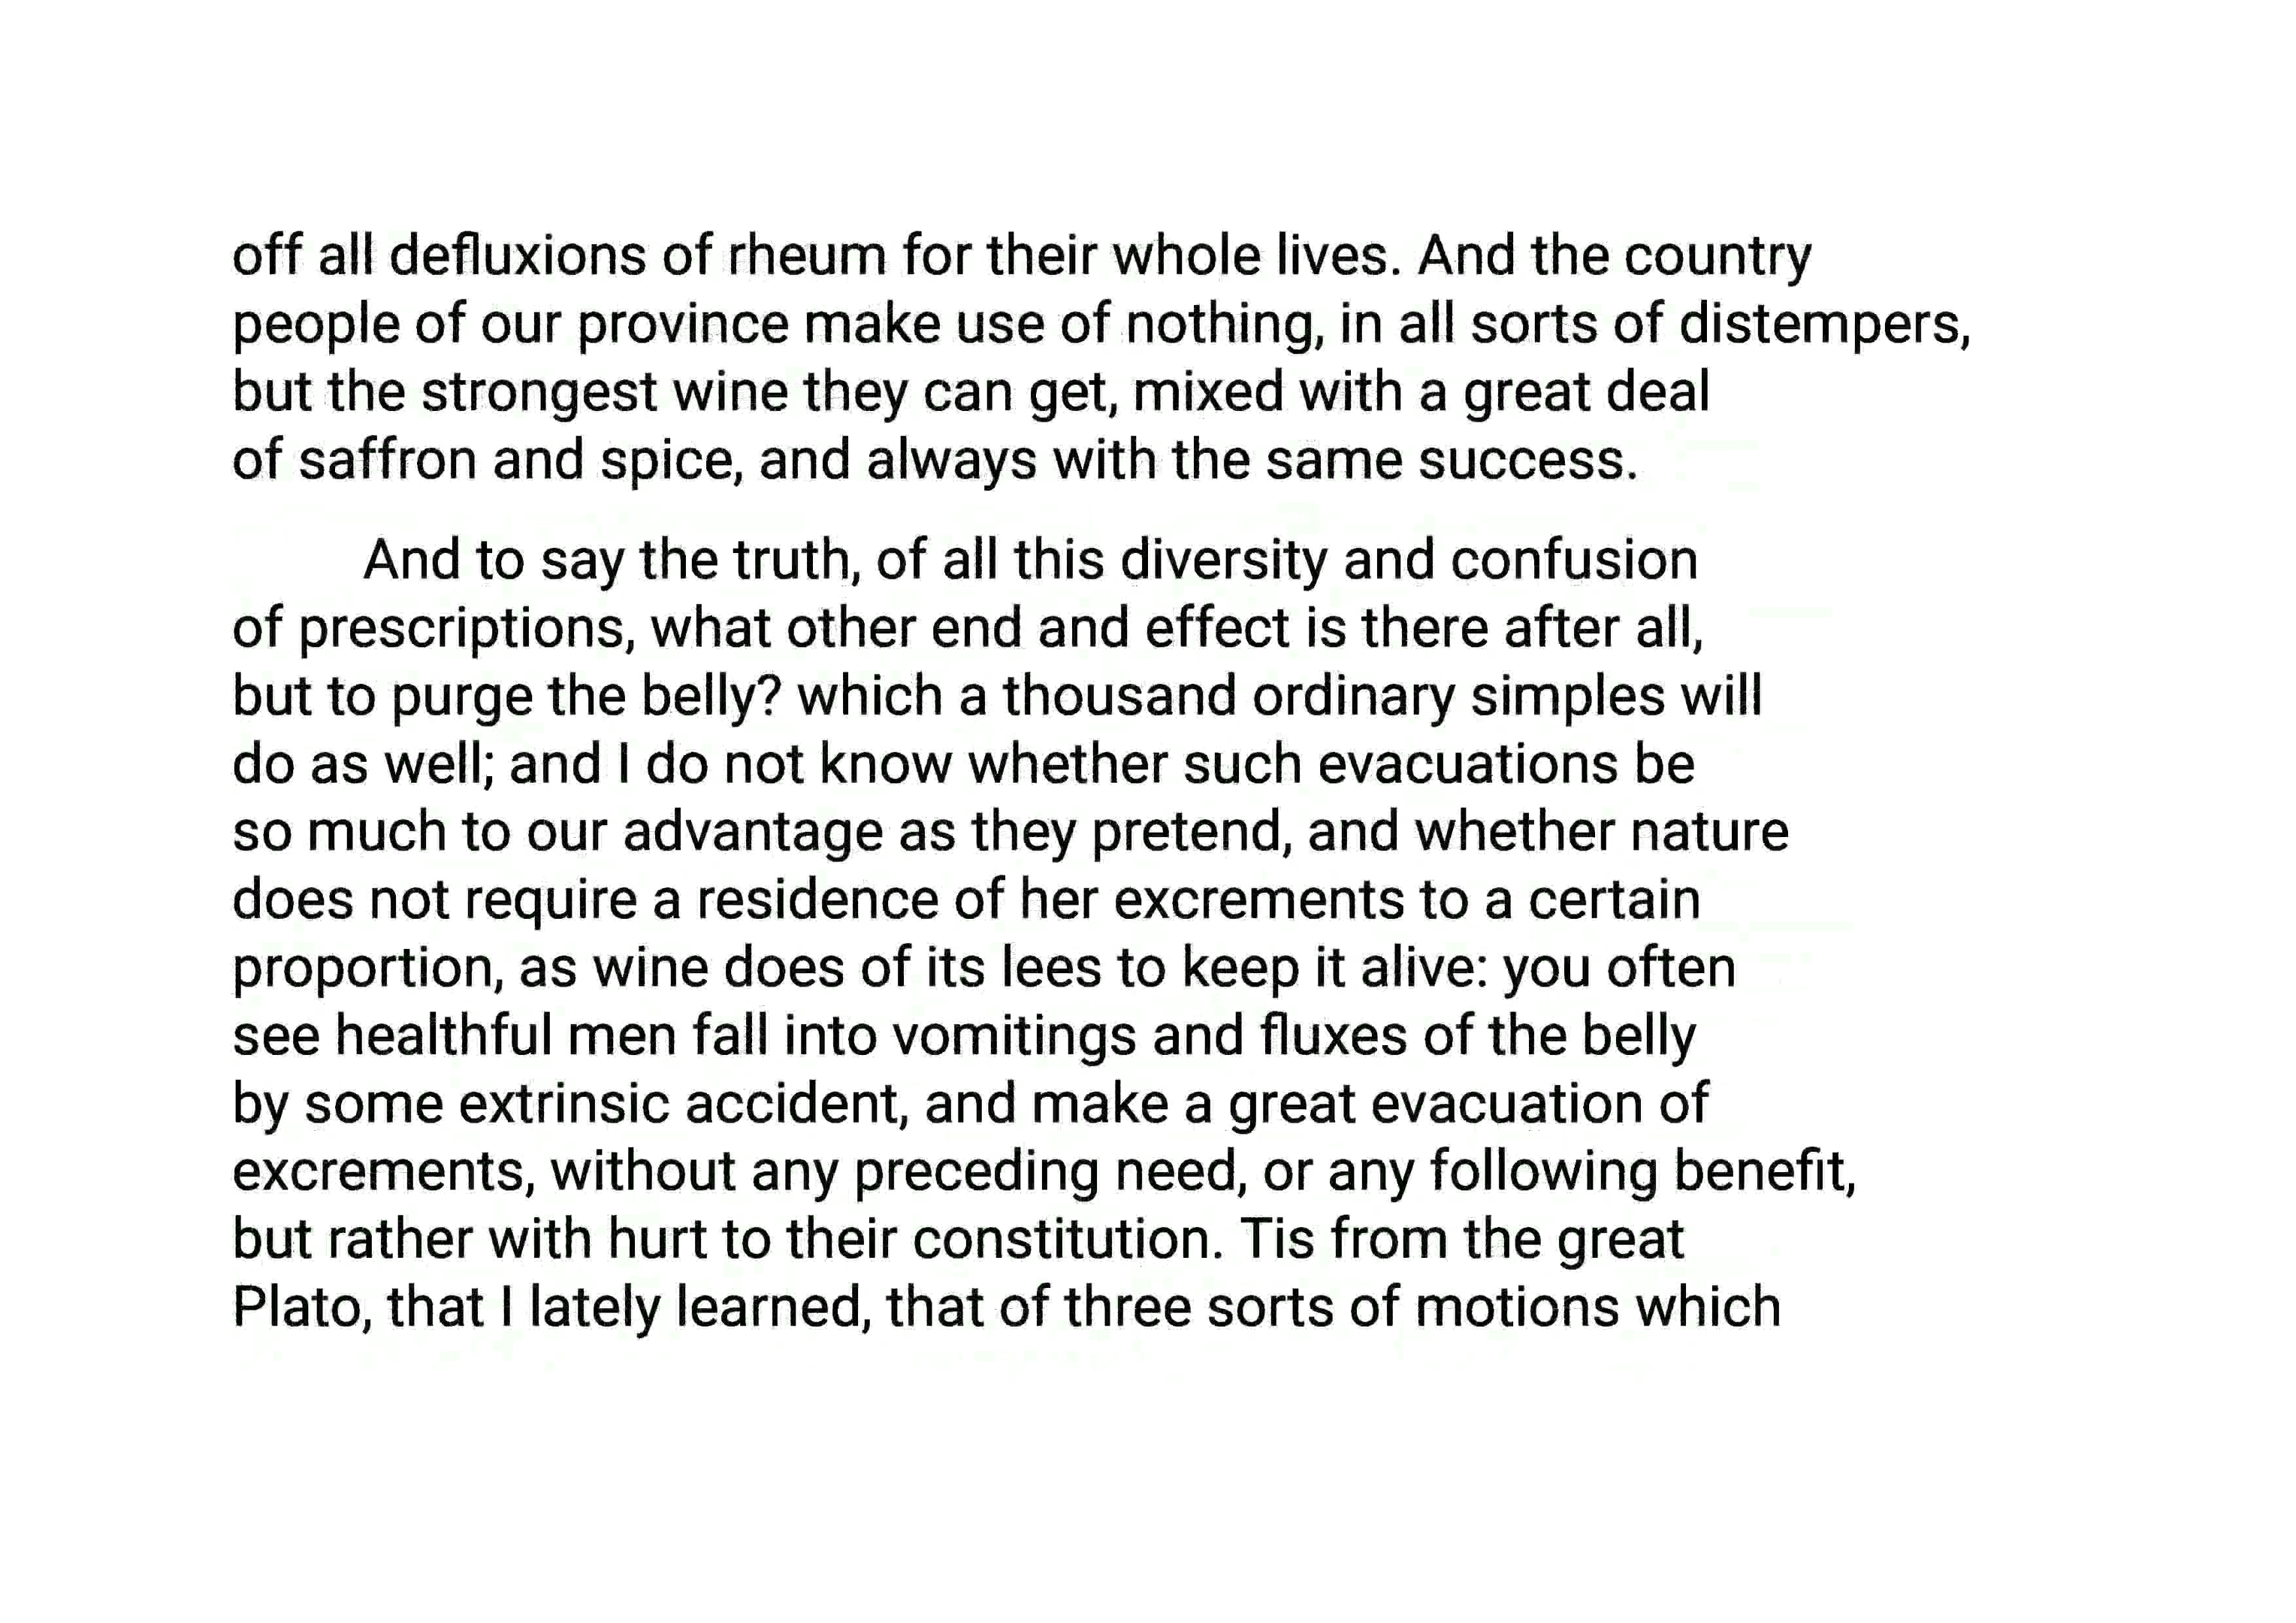 off all defluxions of rheum for their whole lives. And the country
people of our province make use of nothing, in all sorts of distempers,
but the strongest wine they can get, mixed with a great deal
of saffron and spice, and always with the same success.
And to say the truth, of all this diversity and confusion
of prescriptions, what other end and effect is there after all,
but to purge the belly? which a thousand ordinary simples will
do as well; and I do not know whether such evacuations be
so much to our advantage as they pretend, and whether nature
does not require a residence of her excrements to a certain
proportion, as wine does of its lees to keep it alive: you often
see healthful men fall into vomitings and fluxes of the belly
by some extrinsic accident, and make a great evacuation of
excrements, without any preceding need, or any following benefit,
but rather with hurt to their constitution. Tis from the great
Plato, that I lately learned, that of three sorts of motions which